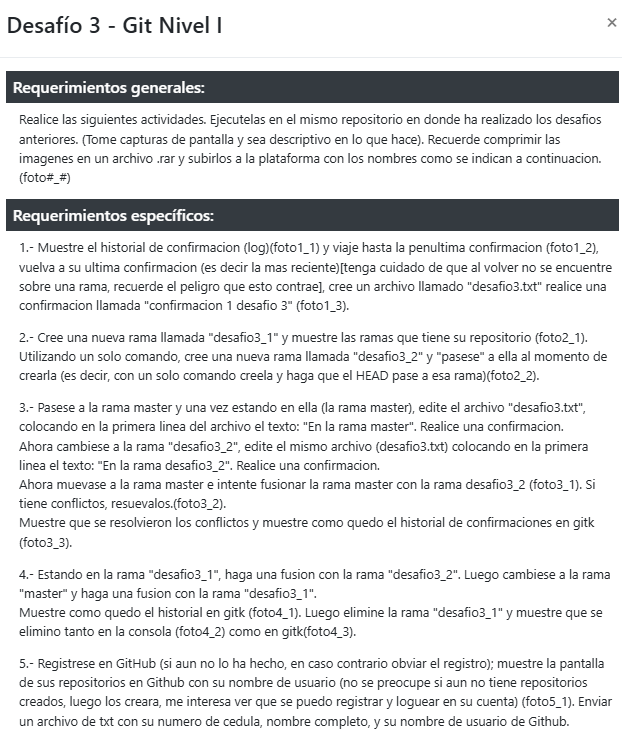 Desafío 3 - Git Nivel I
×
Requerimientos generales:
Realice las siguientes actividades. Ejecutelas en el mismo repositorio en donde ha realizado los desafios
anteriores. (Tome capturas de pantalla y sea descriptivo en lo que hace). Recuerde comprimir las
imagenes en un archivo .rar y subirlos a la plataforma con los nombres como se indican a continuacion.
(foto#_#)
Requerimientos específicos:
1.- Muestre el historial de confirmacion (log)(foto1_1) y viaje hasta la penultima confirmacion (foto1_2),
vuelva a su ultima confirmacion (es decir la mas reciente)[tenga cuidado de que al volver no se encuentre
sobre una rama, recuerde el peligro que esto contrae], cree un archivo llamado "desafio3.txt" realice una
confirmacion llamada "confirmacion 1 desafio 3" (foto1_3).
2.- Cree una nueva rama llamada "desafio3_1" y muestre las ramas que tiene su repositorio (foto2_1).
Utilizando un solo comando, cree una nueva rama llamada "desafio3_2" y "pasese" a ella al momento de
crearla (es decir, con un solo comando creela y haga que el HEAD pase a esa rama)(foto2_2).
3.- Pasese a la rama master y una vez estando en ella (la rama master), edite el archivo "desafio3.txt",
colocando en la primera linea del archivo el texto: "En la rama master". Realice una confirmacion.
Ahora cambiese a la rama "desafio3_2", edite el mismo archivo (desafio3.txt) colocando en la primera
linea el texto: "En la rama desafio3_2". Realice una confirmacion.
Ahora muevase a la rama master e intente fusionar la rama master con la rama desafio3_2 (foto3_1). Si
tiene conflictos, resuevalos.(foto3_2).
Muestre que se resolvieron los conflictos y muestre como quedo el historial de confirmaciones en gitk
(foto3_3).
4.- Estando en la rama "desafio3_1", haga una fusion con la rama "desafio3_2". Luego cambiese a la rama
"master" y haga una fusion con la rama "desafio3_1".
Muestre como quedo el historial en gitk (foto4_1). Luego elimine la rama "desafio3_1" y muestre que se
elimino tanto en la consola (foto4_2) como en gitk(foto4_3).
5.- Registrese en GitHub (si aun no lo ha hecho, en caso contrario obviar el registro); muestre la pantalla
de sus repositorios en Github con su nombre de usuario (no se preocupe si aun no tiene repositorios
creados, luego los creara, me interesa ver que se puedo registrar y loguear en su cuenta) (foto5_1). Enviar
un archivo de txt con su numero de cedula, nombre completo, y su nombre de usuario de Github.